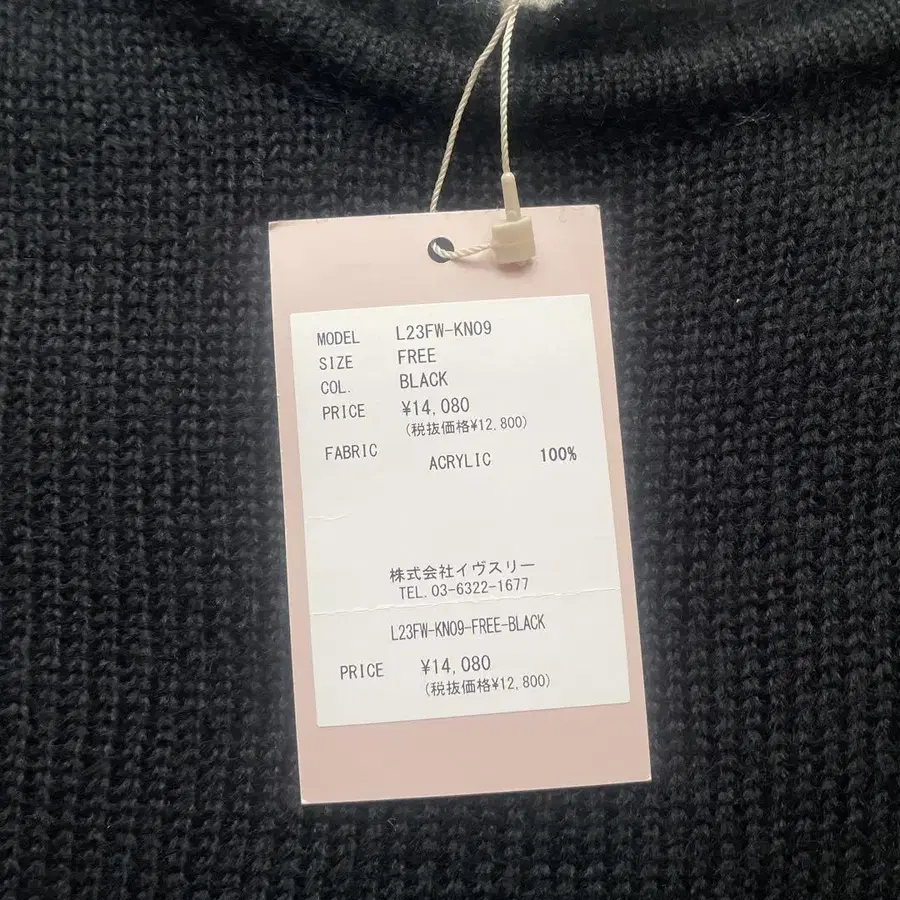 MODEL L23FW-KN09
SIZE FREE
COL. BLACK
PRICE ¥14,080
(税抜価格¥12,800)
FABRIC ACRYLIC 100%
株式会社イヴスリー
TEL.03-6322-1677
L23FW-KN09-FREE-BLACK
PRICE ¥14,080
(税抜価格¥12,800)